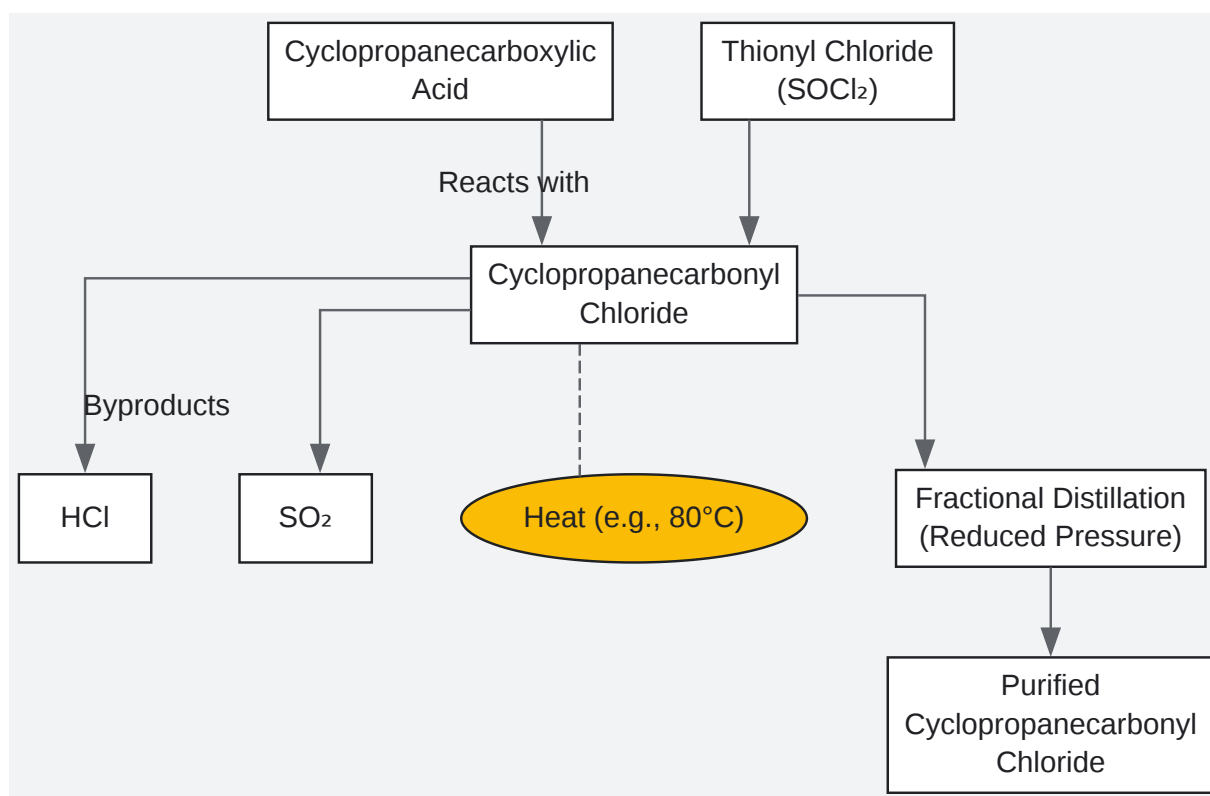 Cyclopropanecarboxylic
Acid
Thionyl Chloride
(SOCl₂)
Reacts with
Cyclopropanecarbonyl
Chloride
Byproducts
HCl
SO₂
Heat (e.g., 80°C)
Fractional Distillation
(Reduced Pressure)
Purified
Cyclopropanecarbonyl
Chloride